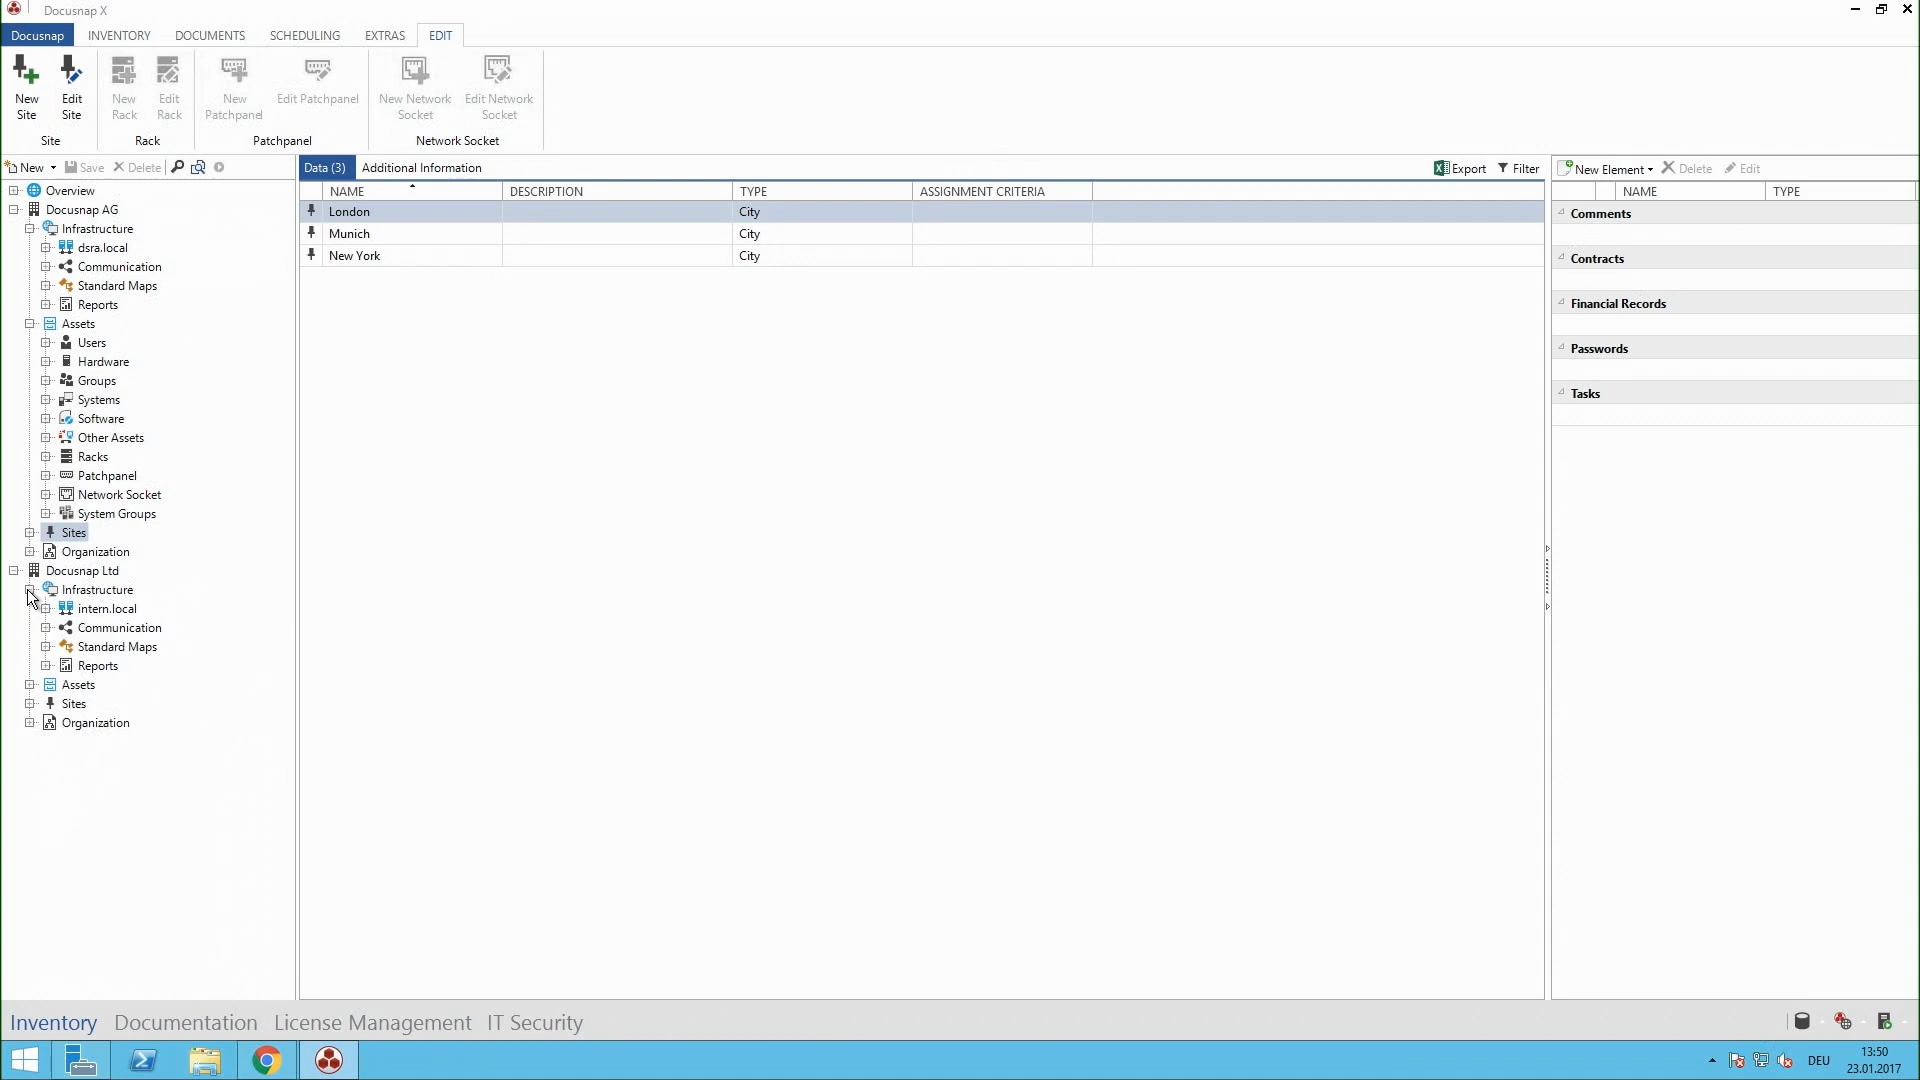 Docusnap X
Docusnap INVENTORY DOCUMENTS SCHEDULING EXTRAS EDIT
New Site Edit Site New Rack Edit Rack New Patchpanel Edit Patchpanel New Network Socket Edit Network Socket
Site Rack Patchpanel Network Socket
New Save Delete
Data (3) Additional Information Export Filter
New Element Delete Edit
NAME DESCRIPTION TYPE ASSIGNMENT CRITERIA
London City
Munich City
New York City
NAME TYPE
Comments
Contracts
Financial Records
Passwords
Tasks
Overview
Docusnap AG
Infrastructure
dsra.local
Communication
Standard Maps
Reports
Assets
Users
Hardware
Groups
Systems
Software
Other Assets
Racks
Patchpanel
Network Socket
System Groups
Sites
Organization
Docusnap Ltd
Infrastructure
intern.local
Communication
Standard Maps
Reports
Assets
Sites
Organization
Inventory Documentation License Management IT Security
DEU
13:50
23.01.2017